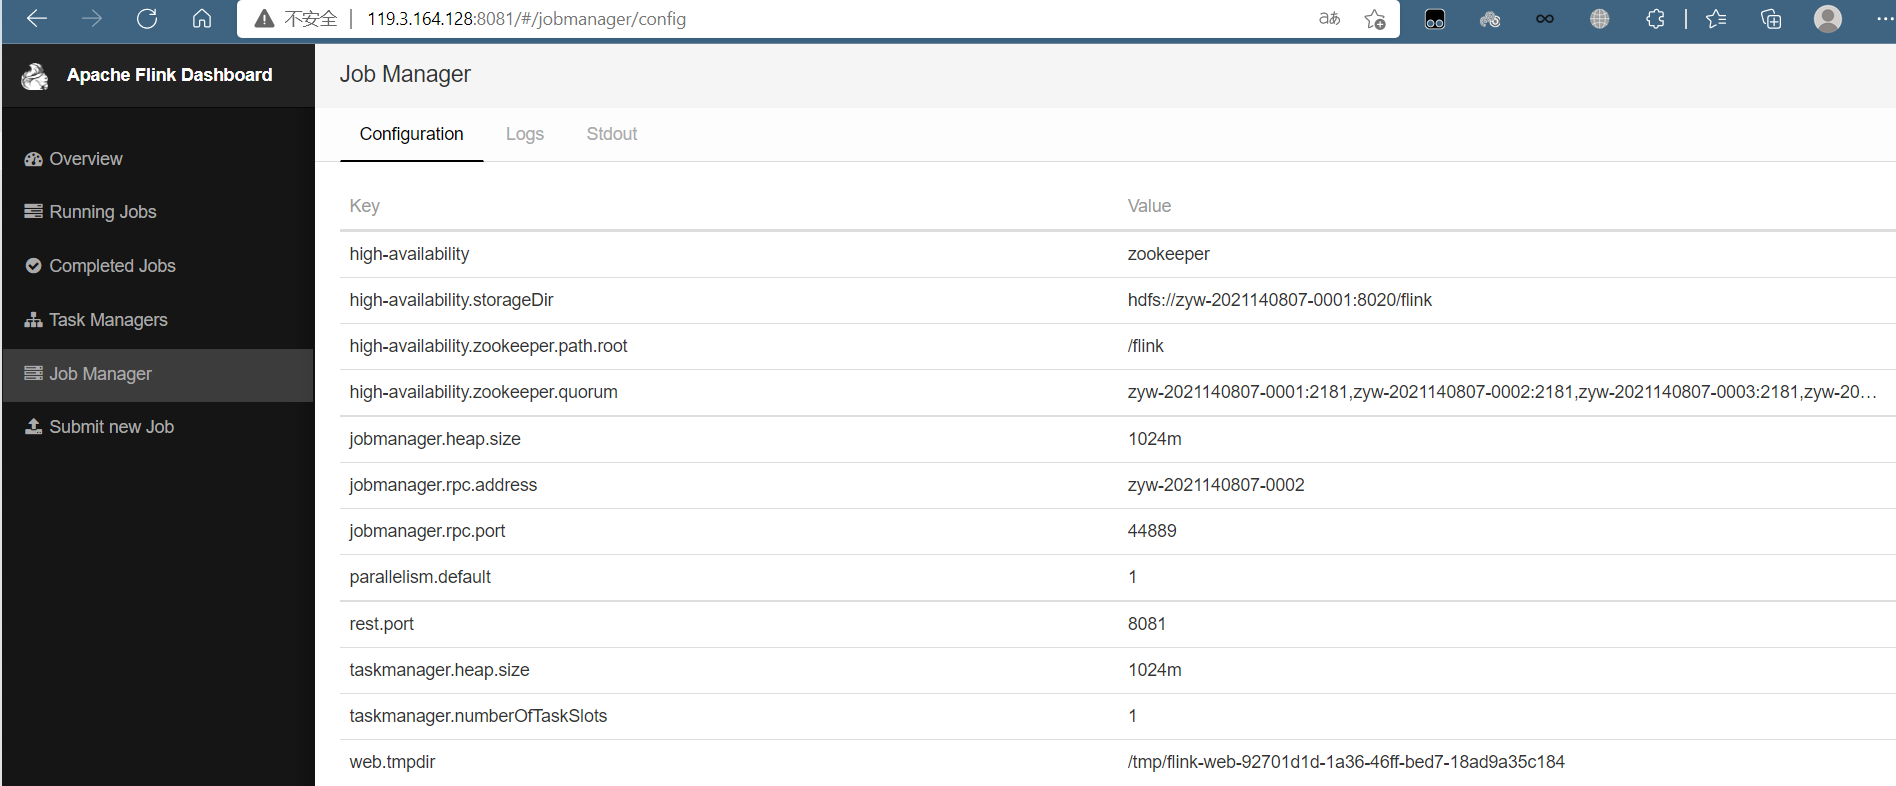 不安全 119.3.164.128:8081/#/jobmanager/config aあ
Apache Flink Dashboard
Job Manager
Overview
Running Jobs
Completed Jobs
Task Managers
Job Manager
Submit new Job
Configuration Logs Stdout
Key Value
high-availability zookeeper
high-availability.storageDir hdfs://zyw-2021140807-0001:8020/flink
high-availability.zookeeper.path.root /flink
high-availability.zookeeper.quorum zyw-2021140807-0001:2181,zyw-2021140807-0002:2181,zyw-2021140807-0003:2181,zyw-20...
jobmanager.heap.size 1024m
jobmanager.rpc.address zyw-2021140807-0002
jobmanager.rpc.port 44889
parallelism.default 1
rest.port 8081
taskmanager.heap.size 1024m
taskmanager.numberOfTaskSlots 1
web.tmpdir /tmp/flink-web-92701d1d-1a36-46ff-bed7-18ad9a35c184